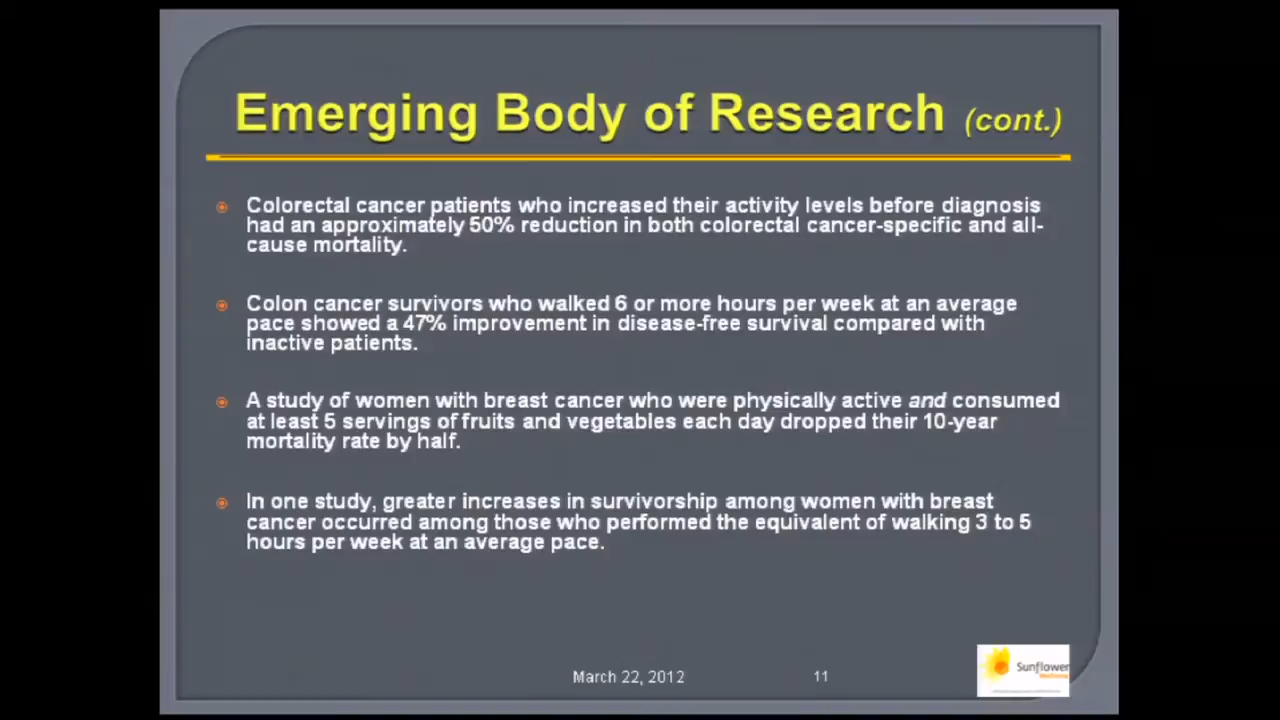 Emerging Body of Research (cont.)
Colorectal cancer patients who increased their activity levels before diagnosis
had an approximately 50% reduction in both colorectal cancer-specific and all-
cause mortality.
Colon cancer survivors who walked 6 or more hours per week at an average
pace showed a 47% improvement in disease-free survival compared with
inactive patients.
A study of women with breast cancer who were physically active and consumed
at least 5 servings of fruits and vegetables each day dropped their 10-year
mortality rate by half.
In one study, greater increases in survivorship among women with breast
cancer occurred among those who performed the equivalent of walking 3 to 5
hours per week at an average pace.
March 22, 2012
11
Sunflower